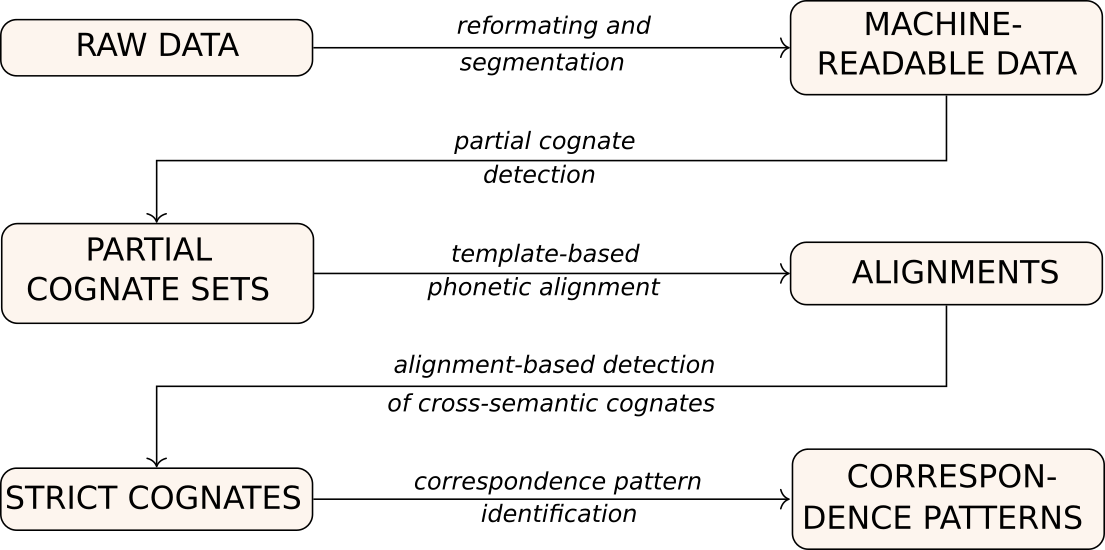 RAW DATA
reformating and
segmentation
MACHINE-
READABLE DATA
partial cognate
detection
PARTIAL
COGNATE SETS
template-based
phonetic alignment
ALIGNMENTS
alignment-based detection
of cross-semantic cognates
STRICT COGNATES
correspondence pattern
identification
CORRESPON-
DENCE PATTERNS